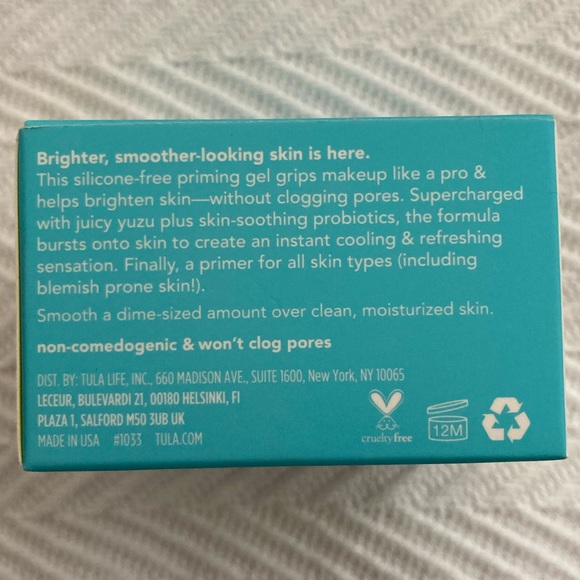 Brighter, smoother-looking skin is here.
This silicone-free priming gel grips makeup like a pro &
helps brighten skin—without clogging pores. Supercharged
with juicy yuzu plus skin-soothing probiotics, the formula
bursts onto skin to create an instant cooling & refreshing
sensation. Finally, a primer for all skin types (including
blemish prone skin!).
Smooth a dime-sized amount over clean, moisturized skin.
non-comedogenic & won't clog pores
DIST. BY: TULA LIFE, INC., 660 MADISON AVE., SUITE 1600, New York, NY 10065
LECEUR, BULEVARDI 21, 00180 HELSINKI, FI
PLAZA 1, SALFORD M50 3UB UK
MADE IN USA #1033 TULA.COM
crueltyfree
12M